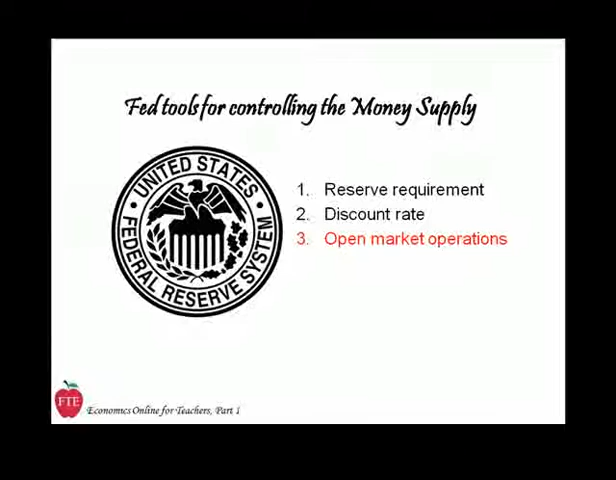 Fed tools for controlling the Money Supply
UNITED STATES
FEDERAL RESERVE SYSTEM
1. Reserve requirement
2. Discount rate
3. Open market operations
FTE
Economics Online for Teachers, Part 1